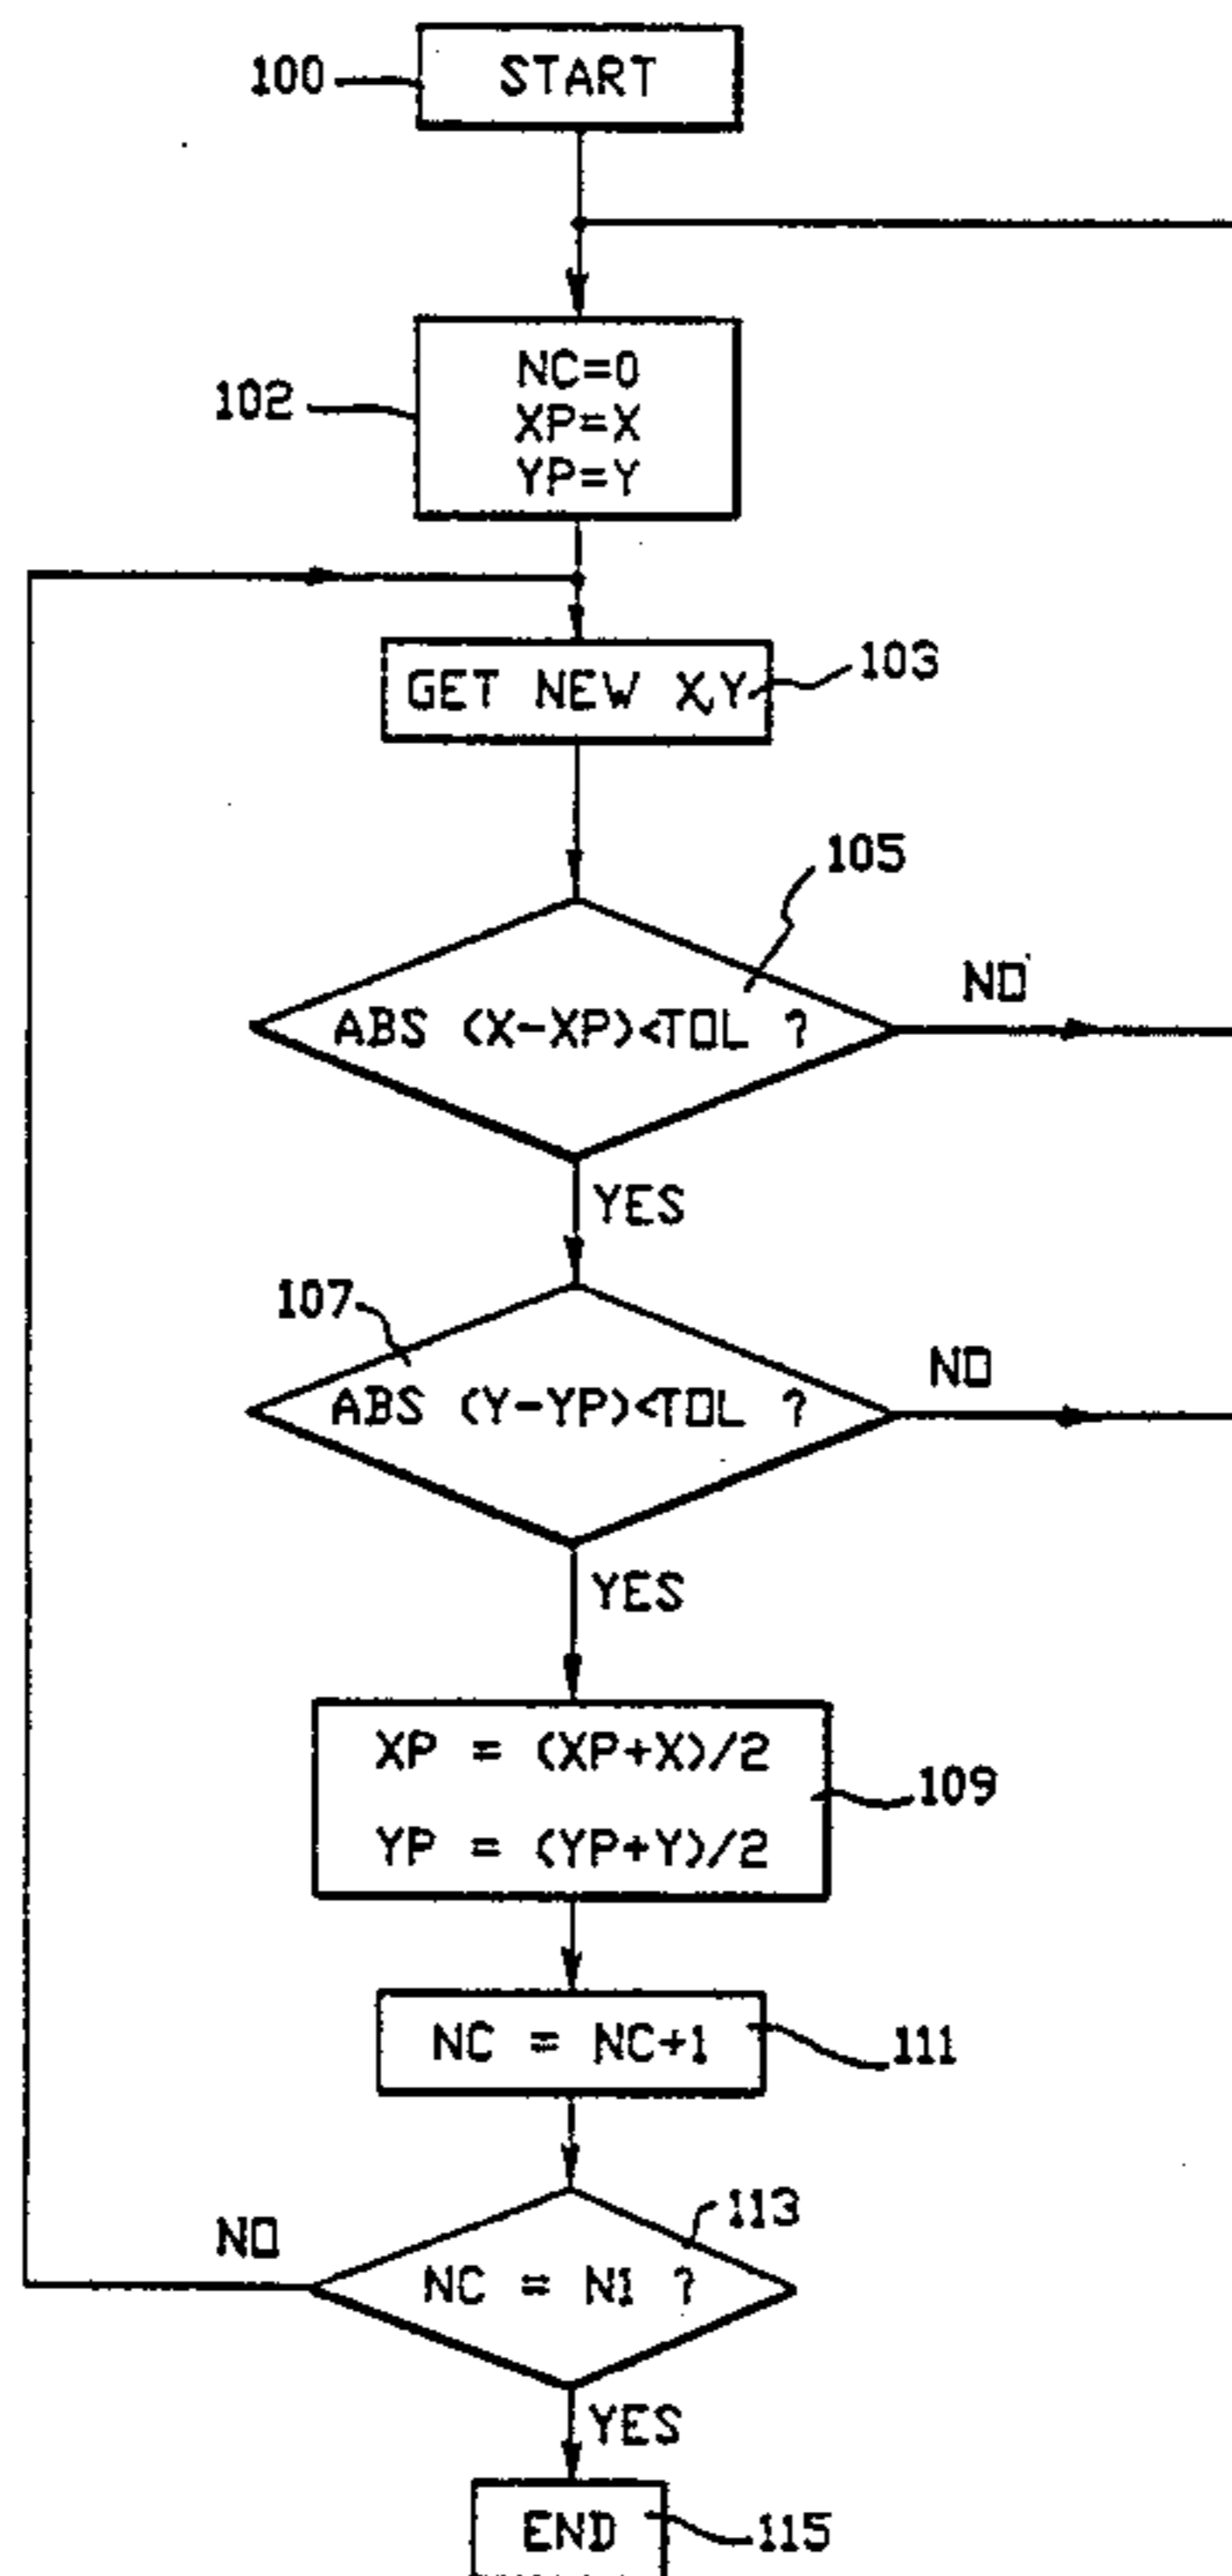 100 START
102
NC=0
XP=X
YP=Y
GET NEW X,Y 103
105
ABS (X-XP)<TOL ?
NO
YES
107
ABS (Y-YP)<TOL ?
NO
YES
XP = (XP+X)/2
YP = (YP+Y)/2
109
NC = NC+1 111
113
NC = N1 ?
NO
YES
END 115